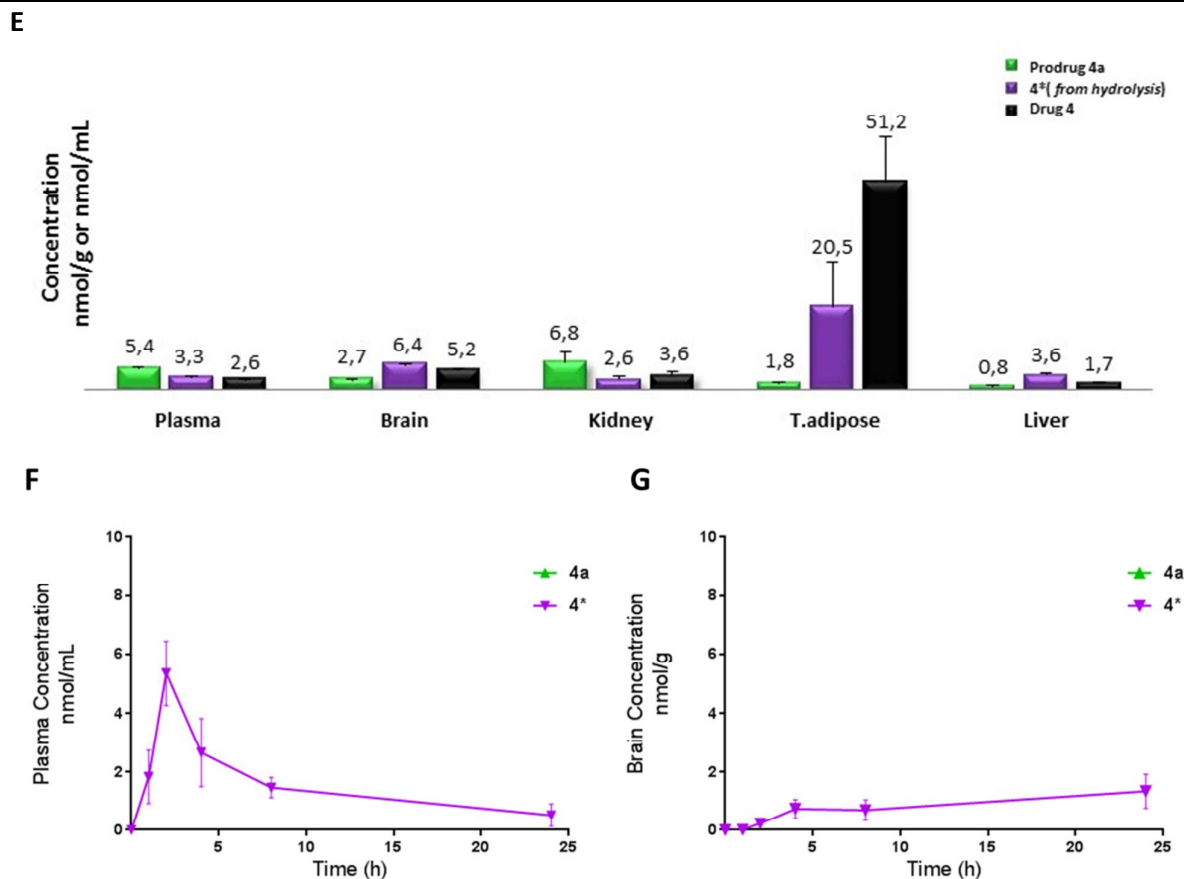 E
Prodrug 4a
4*( from hydrolysis)
Drug 4
Concentration
nmol/g or nmol/mL
5,4
3,3
2,6
2,7
6,4
5,2
6,8
2,6
3,6
1,8
20,5
51,2
0,8
3,6
1,7
Plasma
Brain
Kidney
T.adipose
Liver
F
Plasma Concentration
nmol/mL
10
8
6
4
2
0
5
10
15
20
25
Time (h)
4a
4*
G
Brain Concentration
nmol/g
10
8
6
4
2
0
5
10
15
20
25
Time (h)
4a
4*